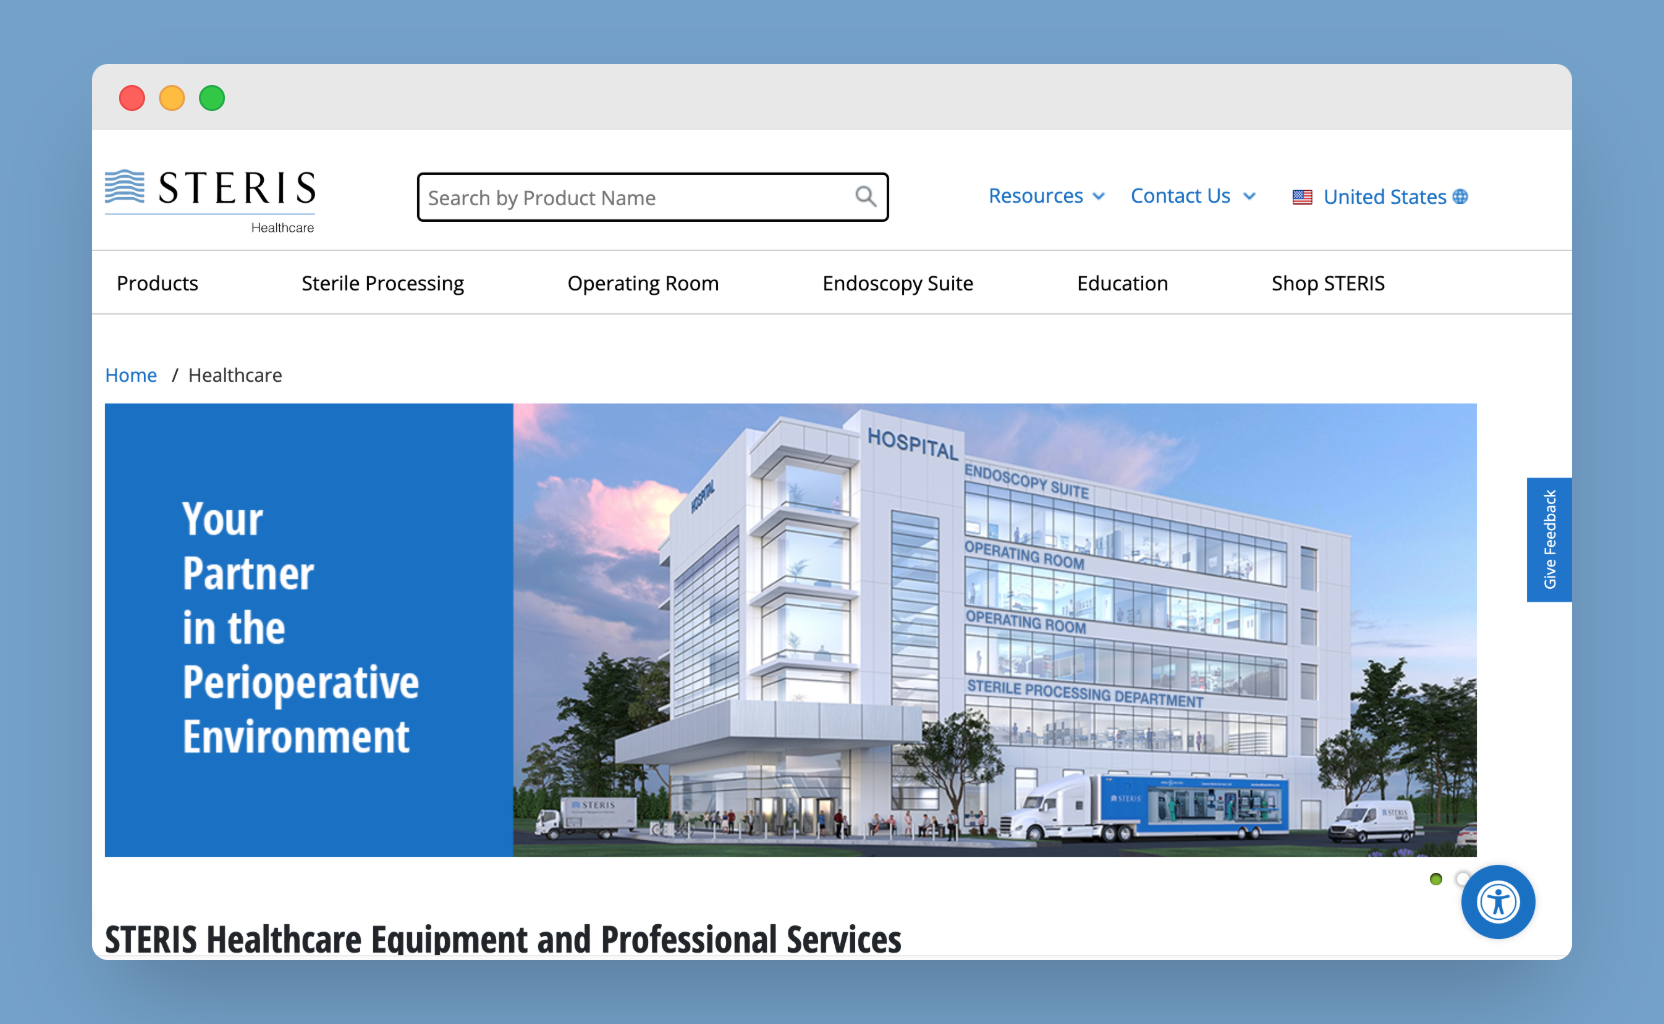 STERIS
Healthcare
Search by Product Name
Resources
Contact Us
United States
Products
Sterile Processing
Operating Room
Endoscopy Suite
Education
Shop STERIS
Home / Healthcare
Your
Partner
in the
Perioperative
Environment
HOSPITAL
HOSPITAL
ENDOSCOPY SUITE
OPERATING ROOM
OPERATING ROOM
STERILE PROCESSING DEPARTMENT
STERIS
STERIS
STERIS
Give Feedback
STERIS Healthcare Equipment and Professional Services